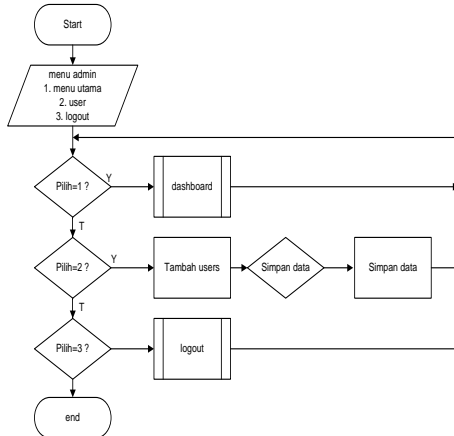 Start
menu admin
1. menu utama
2. user
3. logout
Pilih=1 ?
Y
dashboard
T
Pilih=2 ?
Y
Tambah users
Simpan data
Simpan data
T
Pilih=3 ?
logout
end